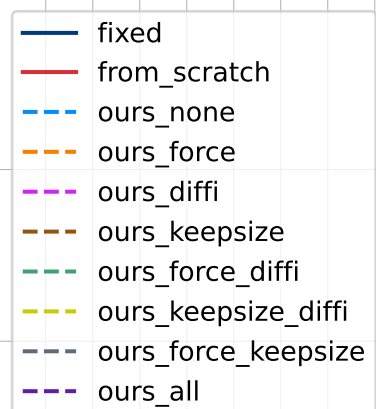 fixed
from_scratch
ours_none
ours_force
ours_diffi
ours_keepsize
ours_force_diffi
ours_keepsize_diffi
ours_force_keepsize
ours_all